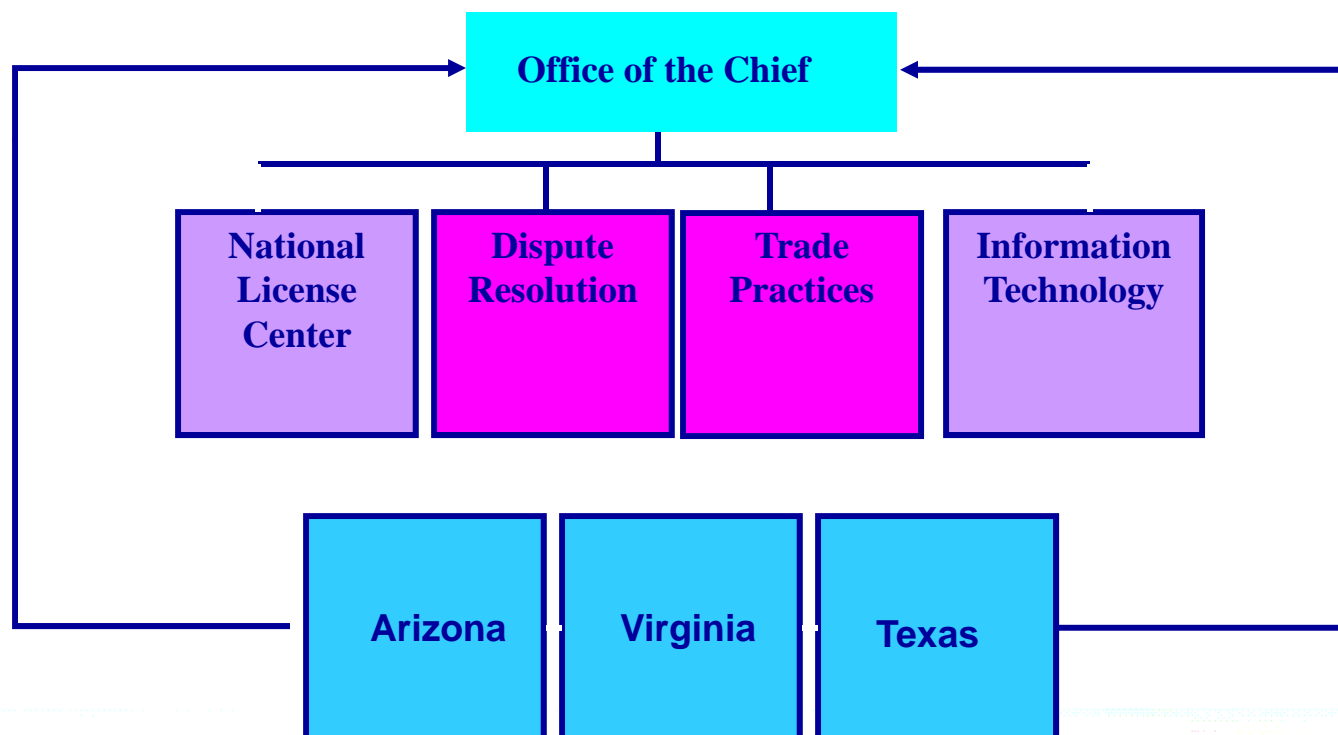 Office of the Chief
National
License
Center
Dispute
Resolution
Trade
Practices
Information
Technology
Arizona
Virginia
Texas